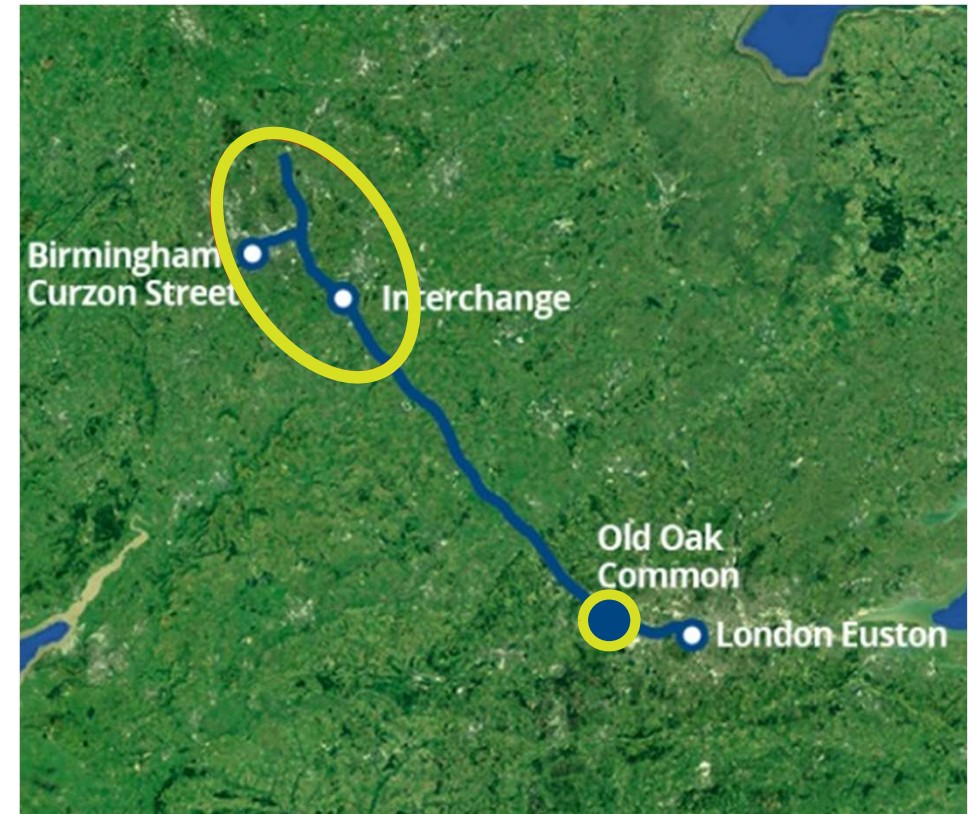 Birmingham
Curzon Street
Interchange
Old Oak
Common
London Euston